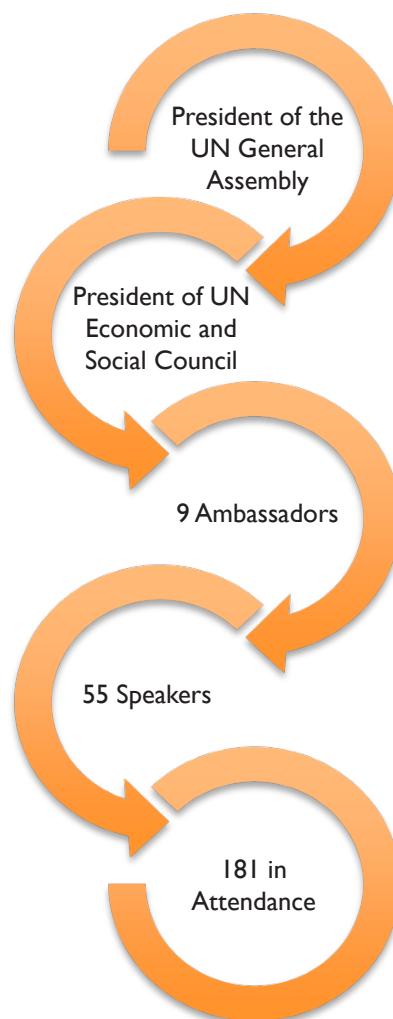 President of the
UN General
Assembly
President of UN
Economic and
Social Council
9 Ambassadors
55 Speakers
181 in
Attendance